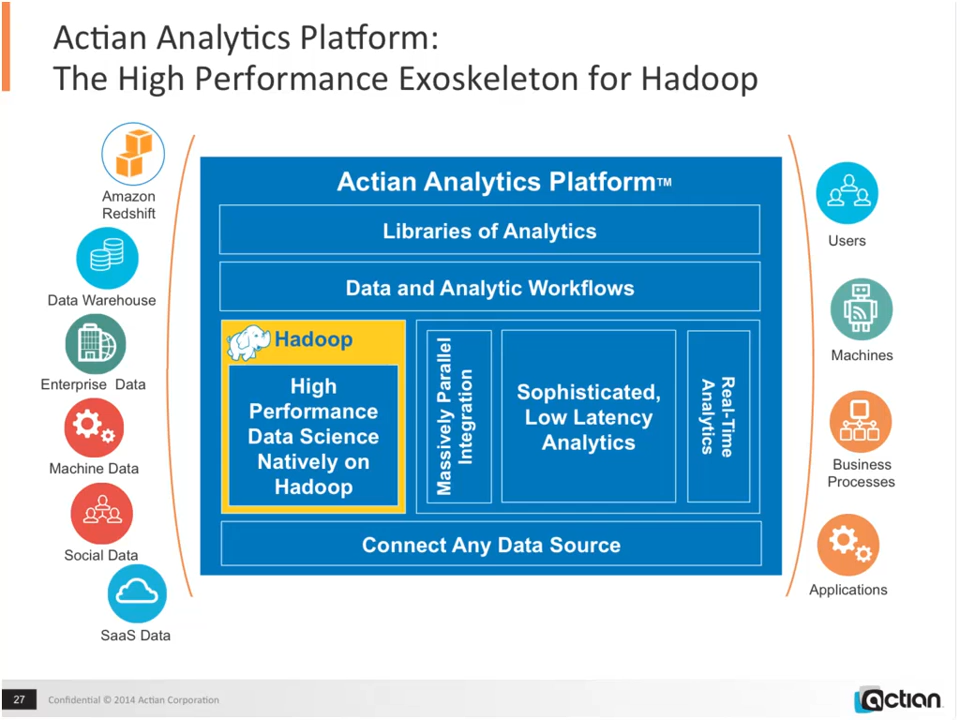 Actian Analytics Platform:
The High Performance Exoskeleton for Hadoop
Amazon
Redshift
Data Warehouse
Enterprise Data
Machine Data
Social Data
SaaS Data
Actian Analytics Platform™
Libraries of Analytics
Data and Analytic Workflows
Hadoop
High
Performance
Data Science
Natively on
Hadoop
Massively Parallel
Integration
Sophisticated,
Low Latency
Analytics
Real-Time
Analytics
Connect Any Data Source
Users
Machines
Business
Processes
Applications
27
Confidential © 2014 Actian Corporation
actian